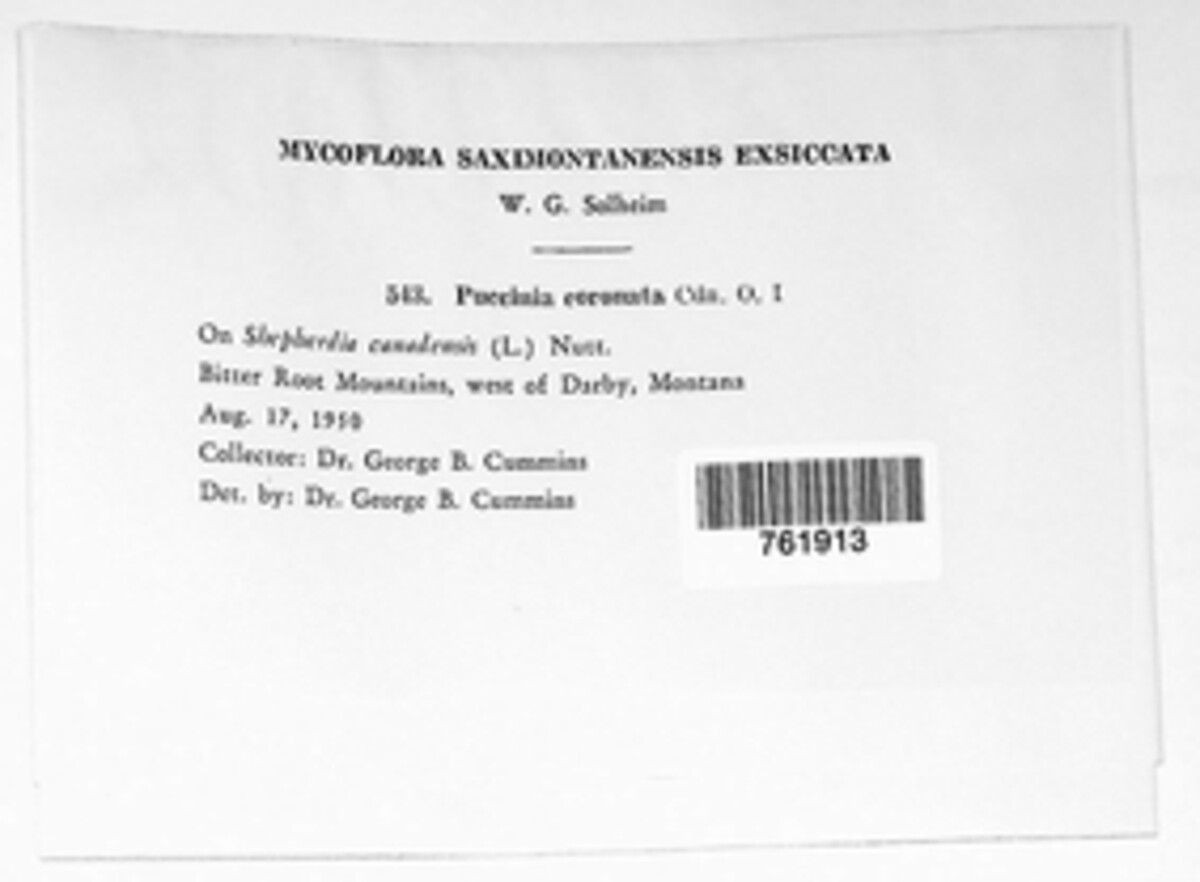 MYCOFLORA SAXIMONTANENSIS EXSICCATA
W. G. Solheim
543. Puccinia coronata Cda. O, I
On Shepherdia canadensis (L.) Nutt.
Bitter Root Mountains, west of Darby, Montana
Aug. 17, 1950
Collector: Dr. George B. Cummins
Det. by: Dr. George B. Cummins
761913